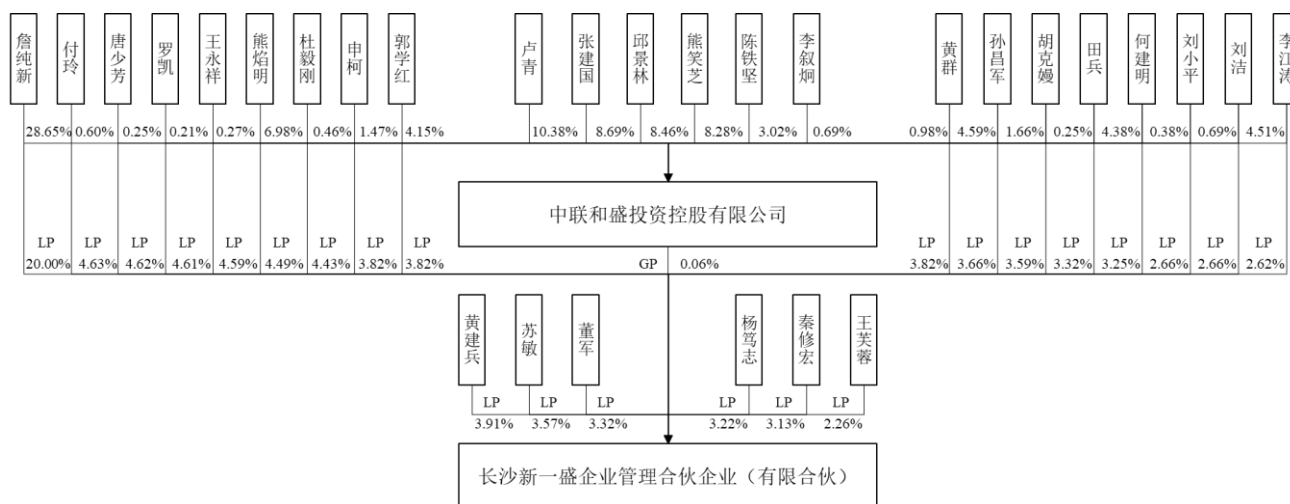 詹纯新
付玲
唐少芳
罗凯
王永祥
熊焰明
杜毅刚
申柯
郭学红
卢青
张建国
邱景林
熊笑芝
陈铁坚
李叙炯
黄群
孙昌军
胡克嫚
田兵
何建明
刘小平
刘洁
李江涛
28.65% 0.60% 0.25% 0.21% 0.27% 6.98% 0.46% 1.47% 4.15% 10.38% 8.69% 8.46% 8.28% 3.02% 0.69% 0.98% 4.59% 1.66% 0.25% 4.38% 0.38% 0.69% 4.51%
中联和盛投资控股有限公司
LP LP LP LP LP LP LP LP LP LP LP LP LP LP LP LP LP
20.00% 4.63% 4.62% 4.61% 4.59% 4.49% 4.43% 3.82% 3.82% GP 0.06% 3.82% 3.66% 3.59% 3.32% 3.25% 2.66% 2.66% 2.62%
黄建兵
苏敏
董军
杨笃志
秦修宏
王芙蓉
LP LP LP LP LP LP
3.91% 3.57% 3.32% 3.22% 3.13% 2.26%
长沙新一盛企业管理合伙企业（有限合伙）